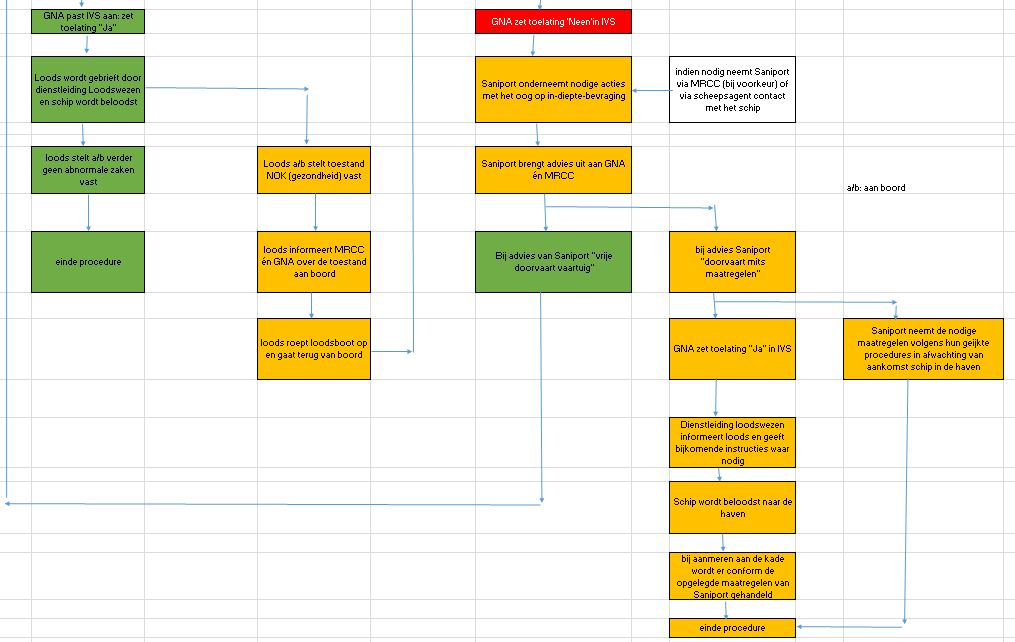 GNA past IVS aan: zet
toelating "Ja"
GNA zet toelating 'Neen'in IVS
Loods wordt gebrieft door
dienstleiding Loodswezen
en schip wordt beloodst
Saniport onderneemt nodige acties
met het oog op in-diepte-bevraging
indien nodig neemt Saniport
via MRCC (bij voorkeur) of
via scheepsagent contact
met het schip
loods stelt a/b verder
geen abnormale zaken
vast
Loods a/b stelt toestand
NOK (gezondheid) vast
Saniport brengt advies uit aan GNA
én MRCC
a/b: aan boord
einde procedure
loods informeert MRCC
én GNA over de toestand
aan boord
Bij advies van Saniport "vrije
doorvaart vaartuig"
bij advies Saniport
"doorvaart mits
maatregelen"
loods roept loodsboot op
en gaat terug van boord
GNA zet toelating "Ja" in IVS
Saniport neemt de nodige
maatregelen volgens hun geijkte
procedures in afwachting van
aankomst schip in de haven
Dienstleiding loodswezen
informeert loods en geeft
bijkomende instructies waar
nodig
Schip wordt beloodst naar de
haven
bij aanmeren aan de kade
wordt er conform de
opgelegde maatregelen van
Saniport gehandeld
einde procedure